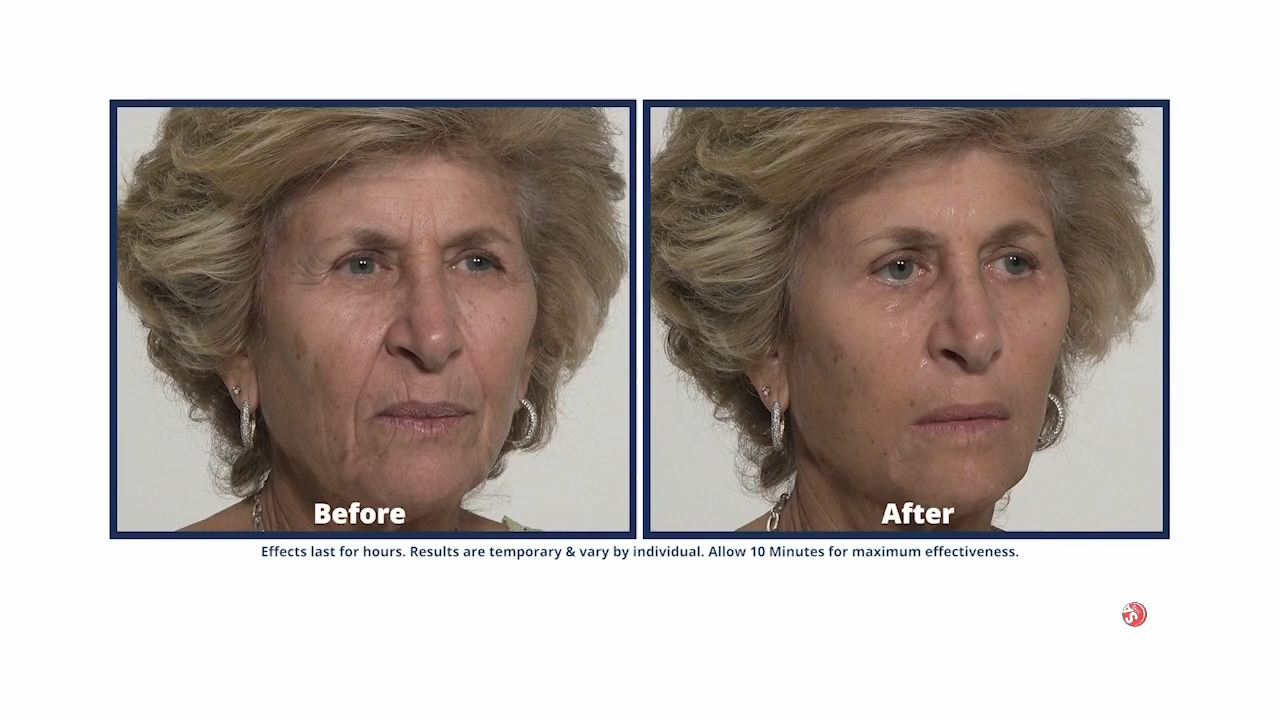 Before
After
Effects last for hours. Results are temporary & vary by individual. Allow 10 Minutes for maximum effectiveness.